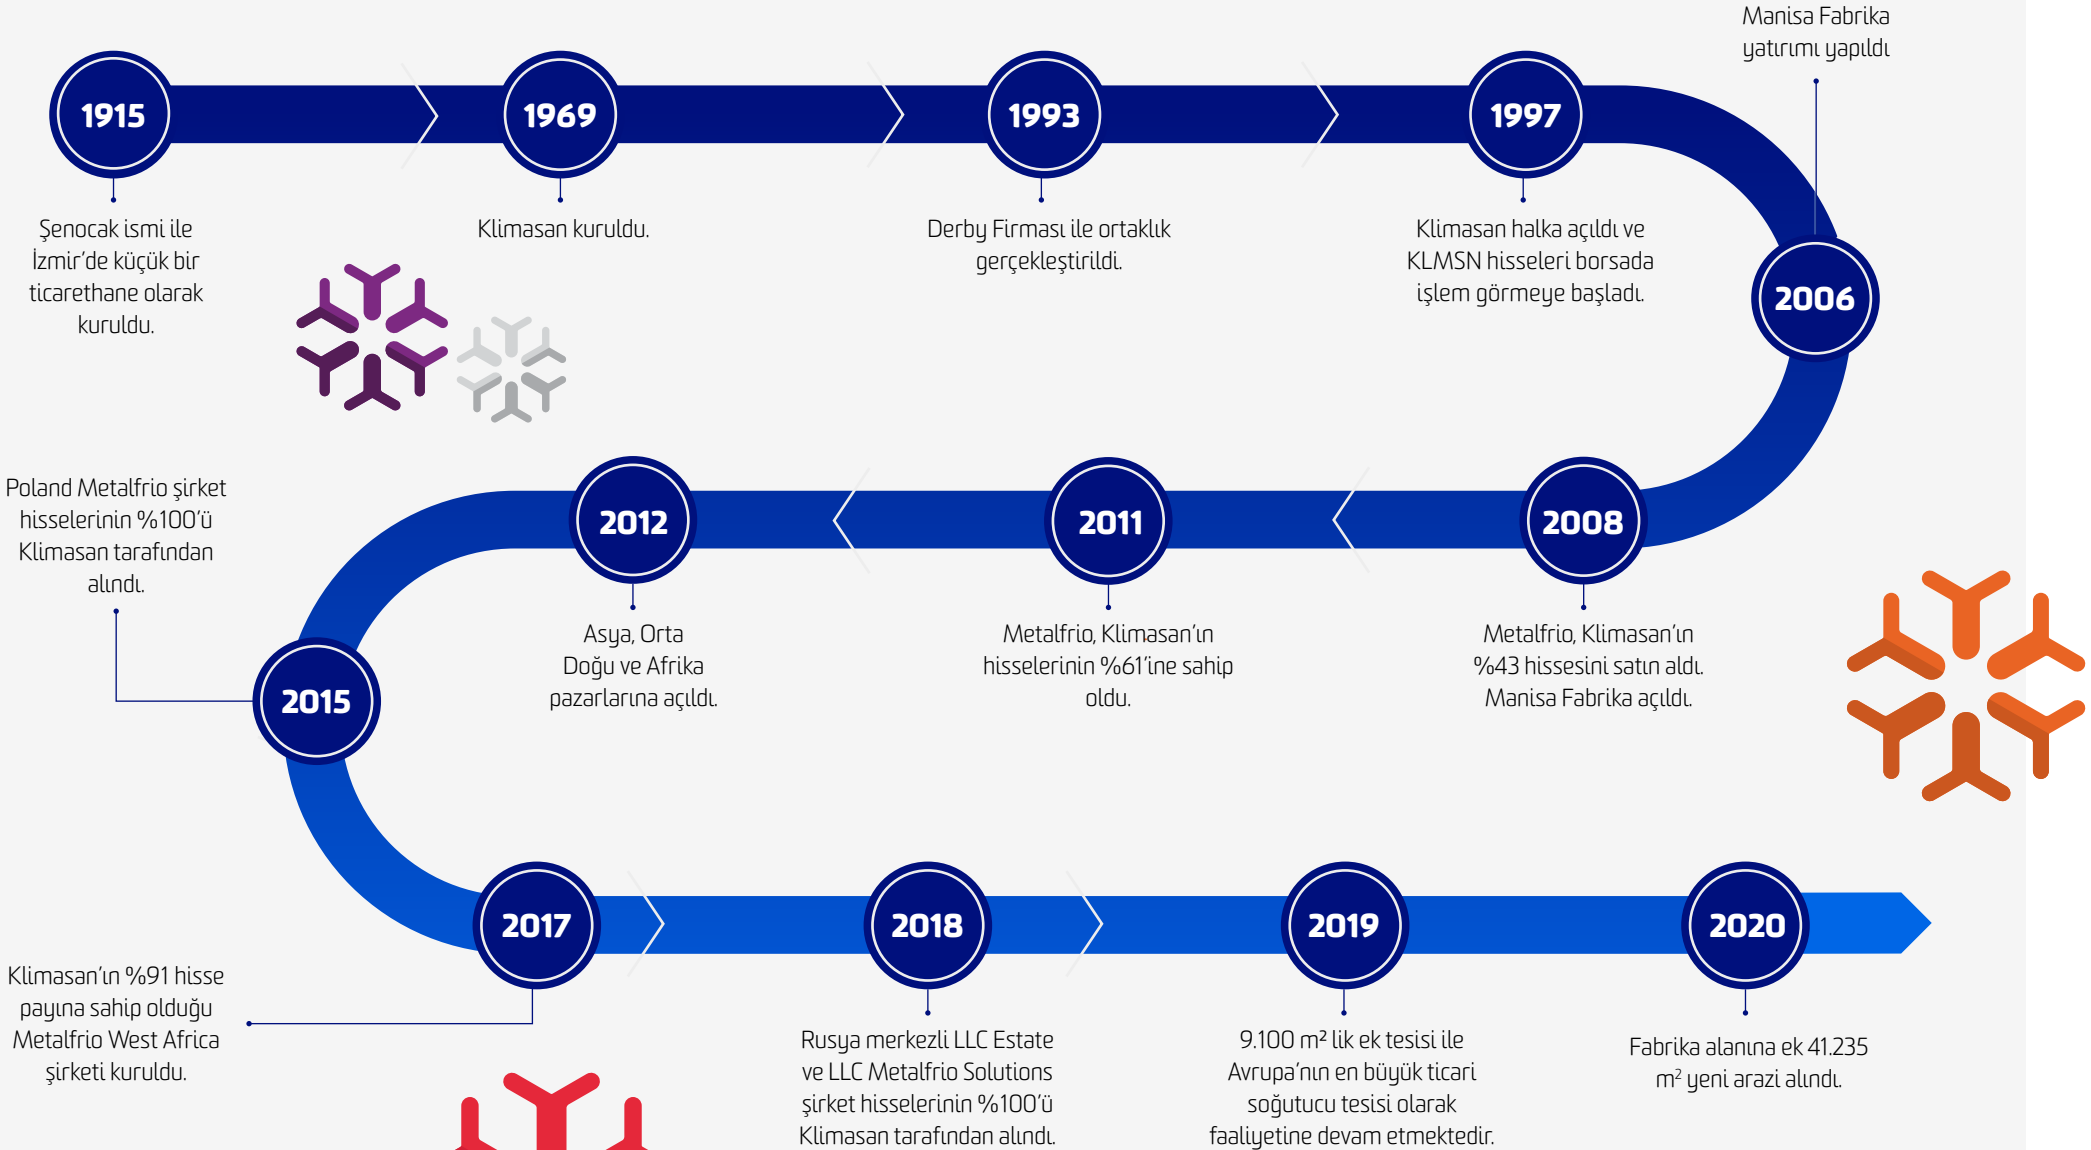 1915
Şenocak ismi ile
İzmir’de küçük bir
ticarethane olarak
kuruldu.
1969
Klimasan kuruldu.
1993
Derby Firması ile ortaklık
gerçekleştirildi.
1997
Klimasan halka açıldı ve
KLMSN hisseleri borsada
işlem görmeye başladı.
Manisa Fabrika
yatırımı yapıldı
2006
2008
Metalfrio, Klimasan’ın
%43 hissesini satın aldı.
Manisa Fabrika açıldı.
2011
Metalfrio, Klimasan’ın
hisselerinin %61’ine sahip
oldu.
2012
Asya, Orta
Doğu ve Afrika
pazarlarına açıldı.
Poland Metalfrio şirket
hisselerinin %100’ü
Klimasan tarafından
alındı.
2015
2017
Klimasan’ın %91 hisse
payına sahip olduğu
Metalfrio West Africa
şirketi kuruldu.
2018
Rusya merkezli LLC Estate
ve LLC Metalfrio Solutions
şirket hisselerinin %100’ü
Klimasan tarafından alındı.
2019
9.100 m² lik ek tesisi ile
Avrupa’nın en büyük ticari
soğutucu tesisi olarak
faaliyetine devam etmektedir.
2020
Fabrika alanına ek 41.235
m² yeni arazi alındı.